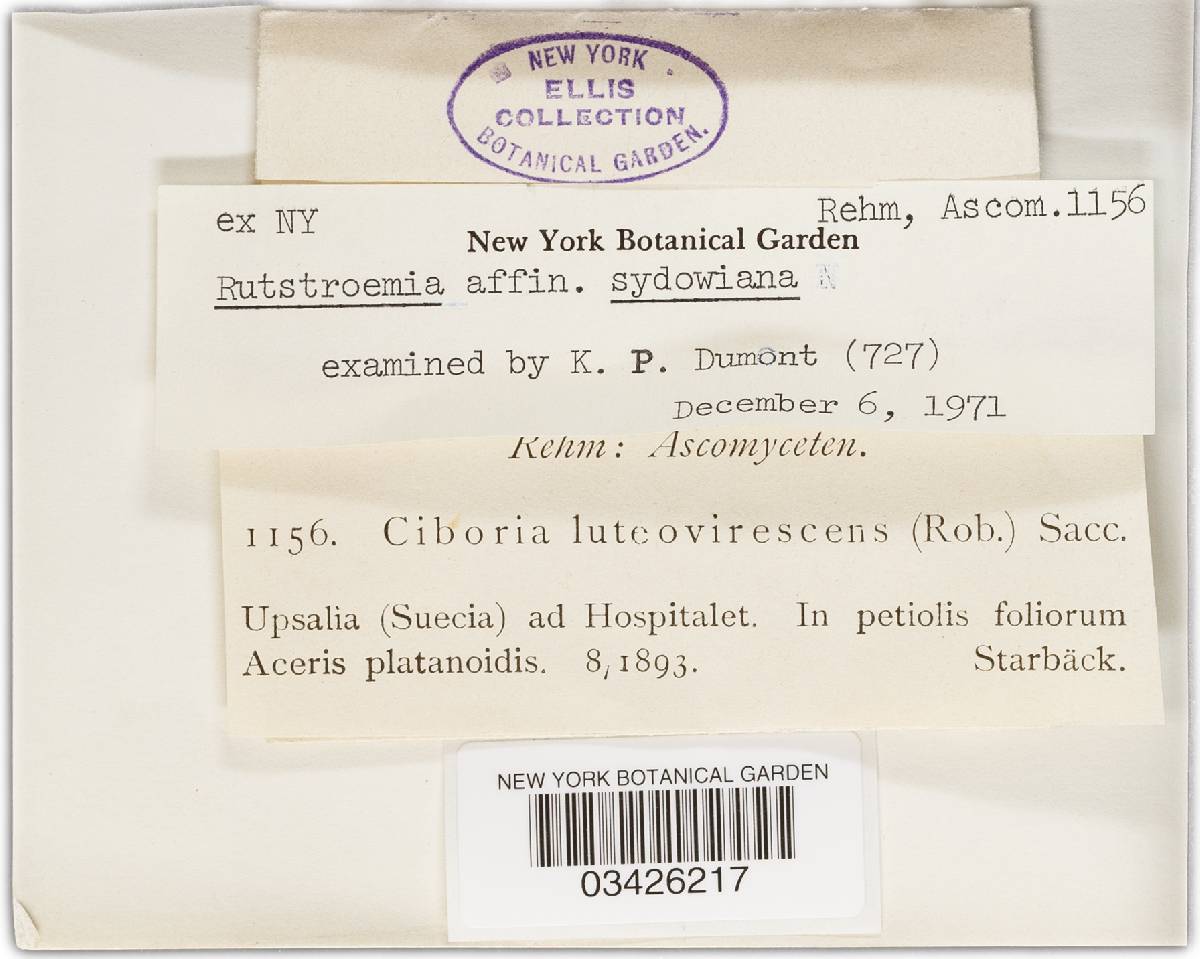 NEW YORK
ELLIS
COLLECTION
BOTANICAL GARDEN.
ex NY Rehm, Ascom.1156
New York Botanical Garden
Rutstroemia affin. sydowiana N
examined by K. P. Dumont (727)
December 6, 1971
Rehm: Ascomyceten.
1156. Ciboria luteovirescens (Rob.) Sacc.
Upsalia (Suecia) ad Hospitalet. In petiolis foliorum
Aceris platanoidis. 8/1893. Starbäck.
NEW YORK BOTANICAL GARDEN
03426217